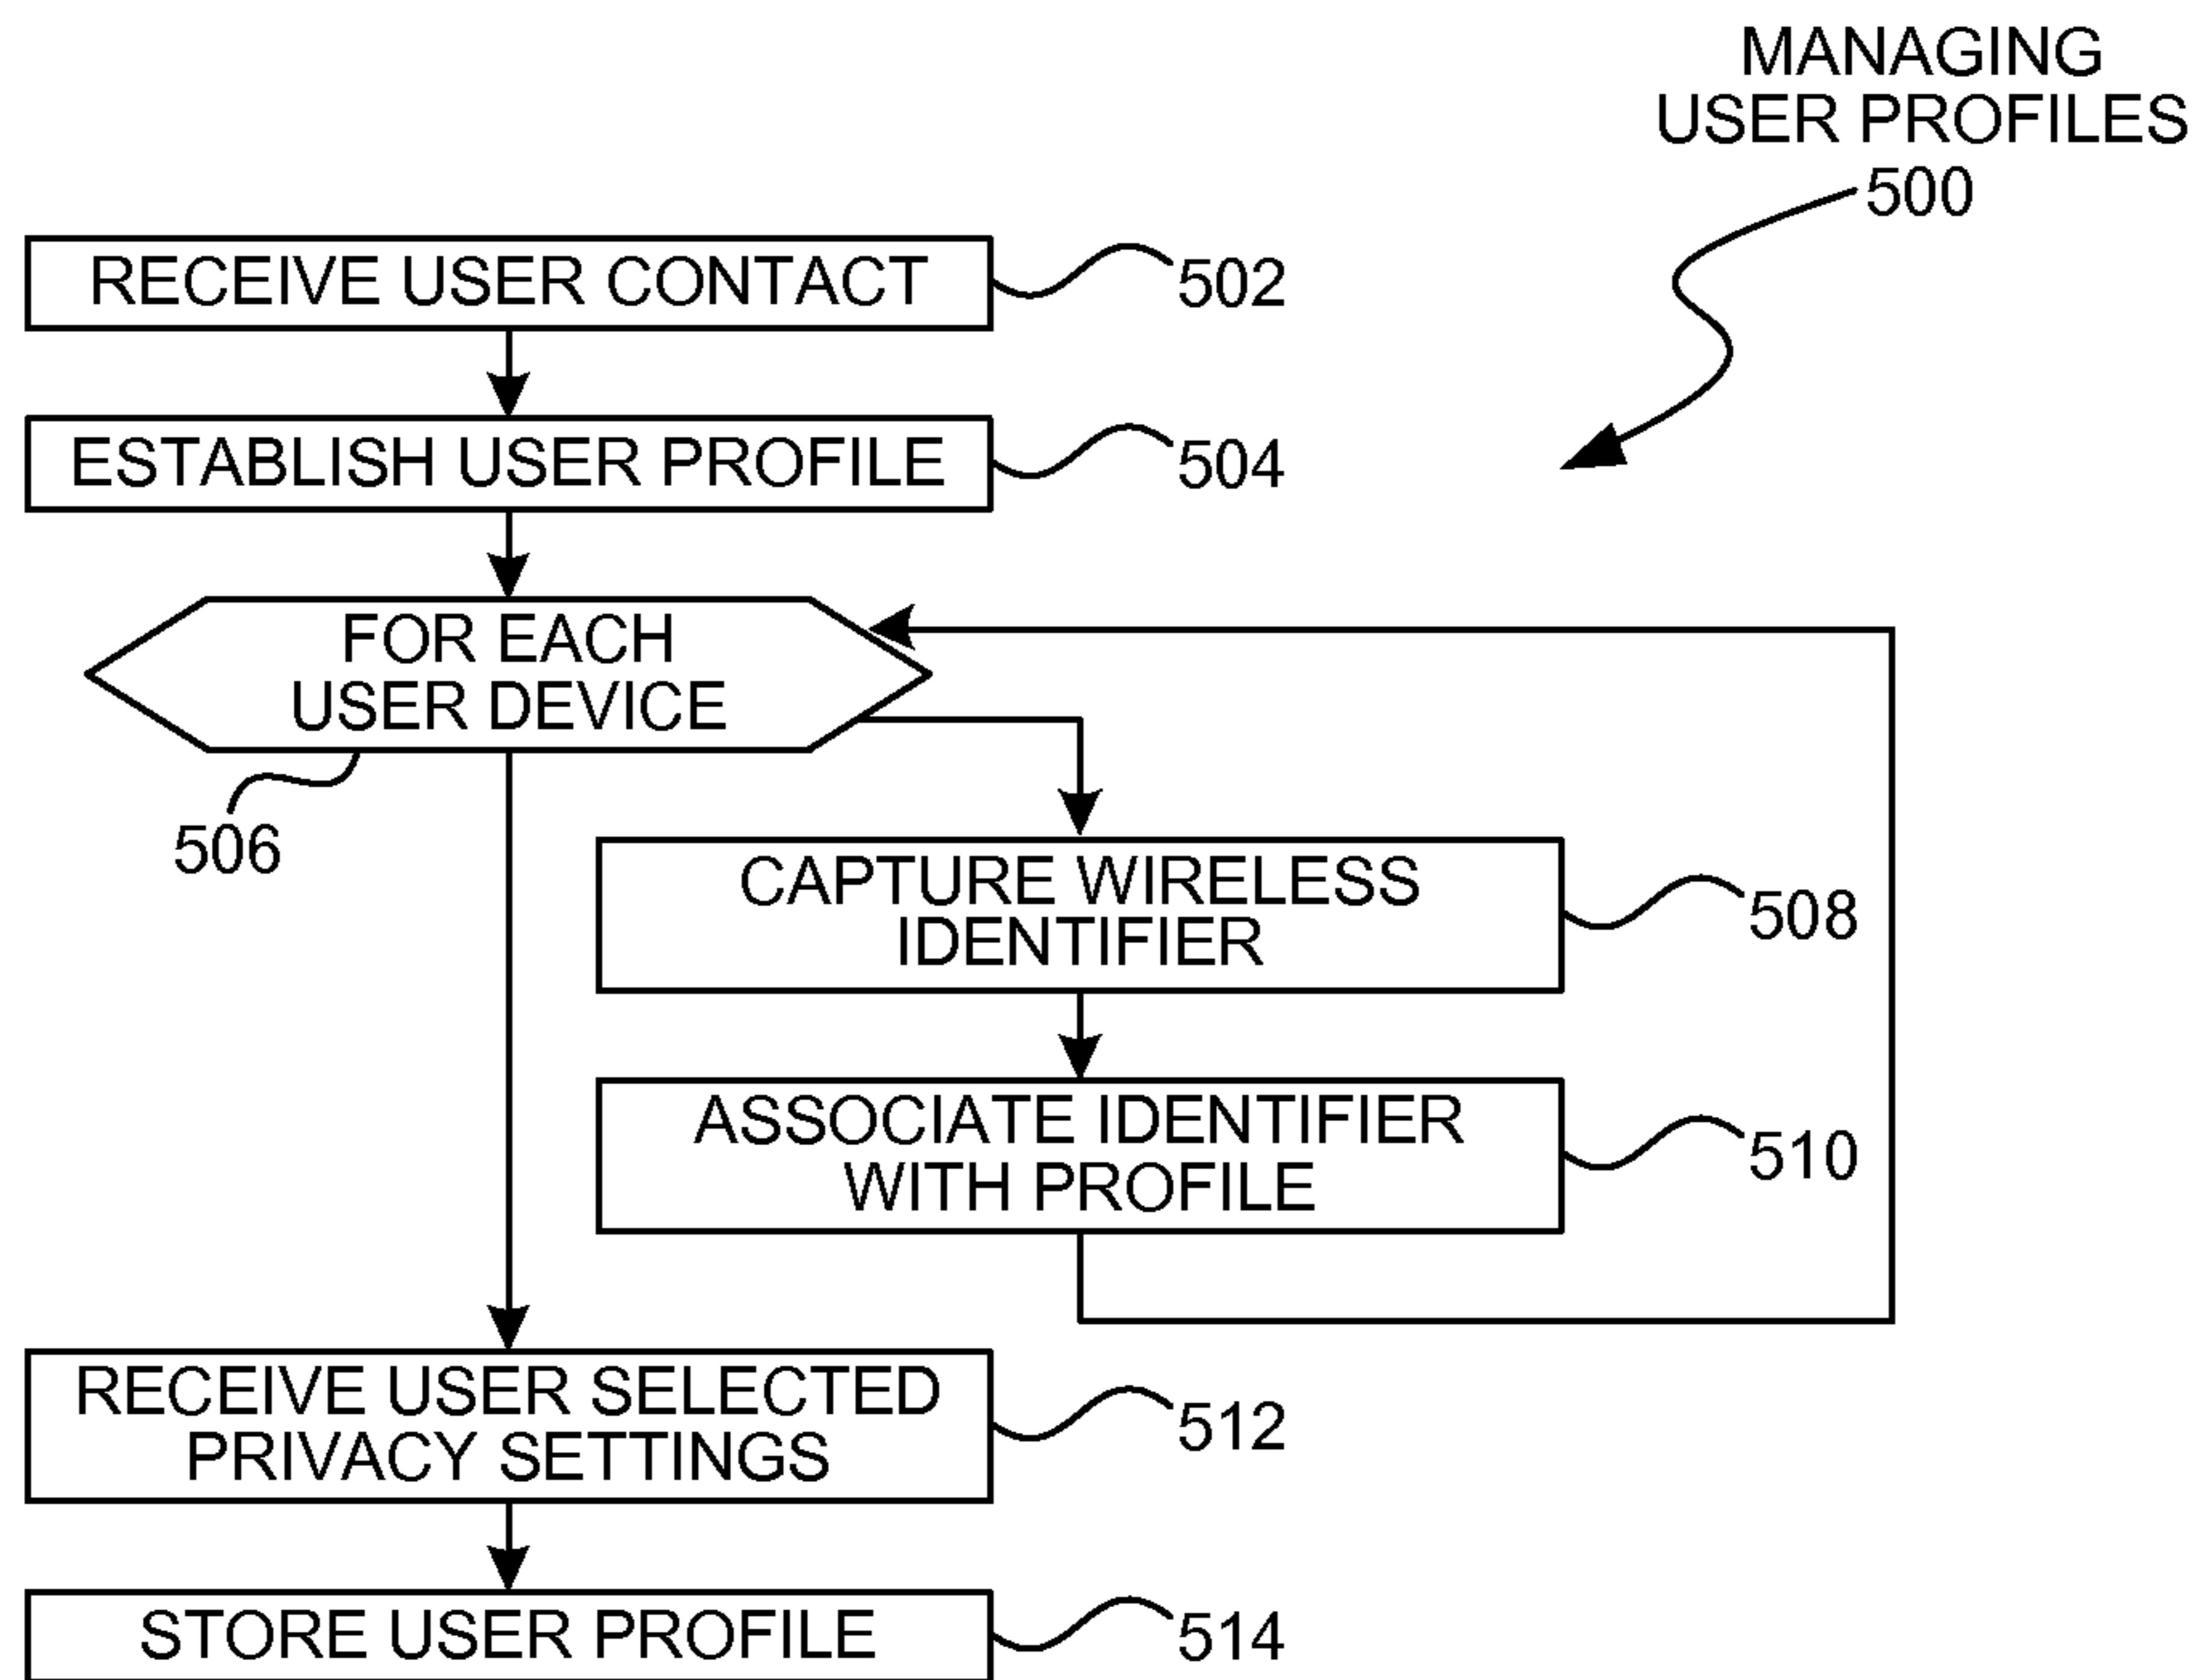 MANAGING
USER PROFILES
500
RECEIVE USER CONTACT
502
ESTABLISH USER PROFILE
504
FOR EACH
USER DEVICE
506
CAPTURE WIRELESS
IDENTIFIER
508
ASSOCIATE IDENTIFIER
WITH PROFILE
510
RECEIVE USER SELECTED
PRIVACY SETTINGS
512
STORE USER PROFILE
514